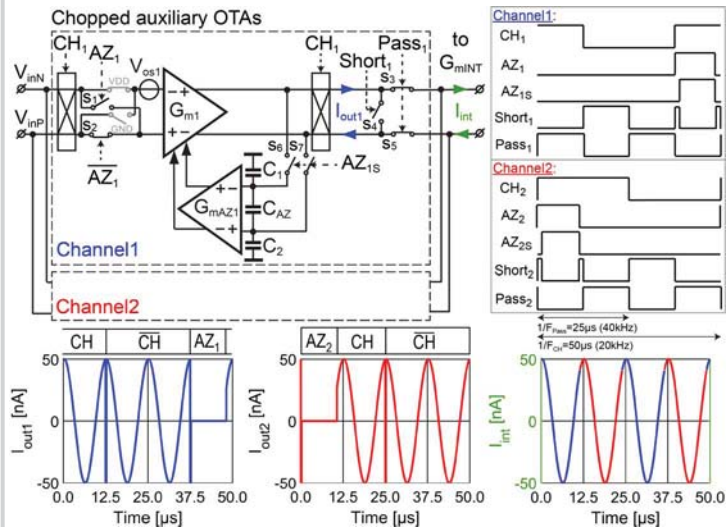 Chopped auxiliary OTAs
CH1 AZ1 CH1 Pass1 to
Short1 GmINT
VinN VDD Vos1 S3
S1 Gm1 Iout1 Iint
VinP S2 GND S4
S5
AZ1 S6 S7 AZ1S
C1
GmAZ1 CAZ
C2
Channel1
Channel2
Channel1:
CH1
AZ1
AZ1S
Short1
Pass1
Channel2:
CH2
AZ2
AZ2S
Short2
Pass2
1/FPass=25µs (40kHz)
1/FCH=50µs (20kHz)
CH CH AZ1
50
0
-50
Iout1 [nA]
0.0 12.5 25.0 37.5 50.0
Time [µs]
AZ2 CH CH
50
0
-50
Iout2 [nA]
0.0 12.5 25.0 37.5 50.0
Time [µs]
50
0
-50
Iint [nA]
0.0 12.5 25.0 37.5 50.0
Time [µs]